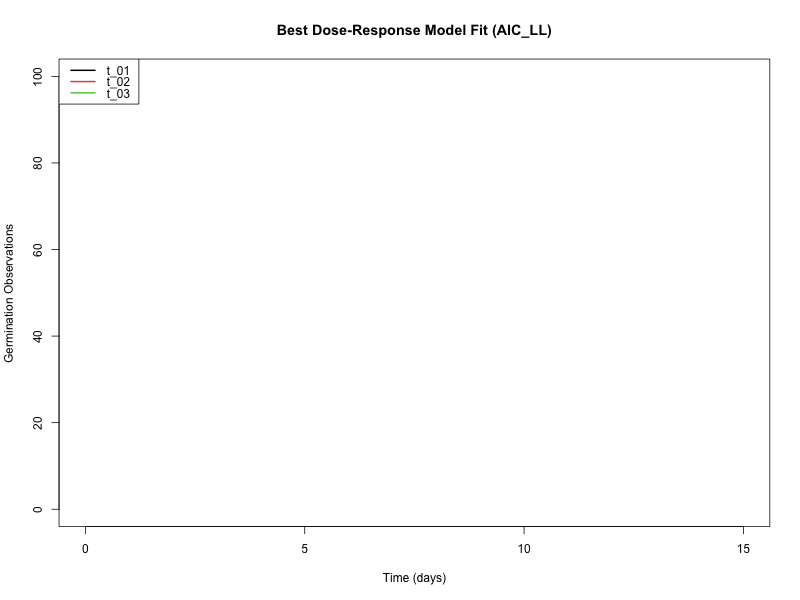 Best Dose-Response Model Fit (AIC_LL)
t_01
t_02
t_03
100
80
60
40
20
0
Germination Observations
0 5 10 15
Time (days)